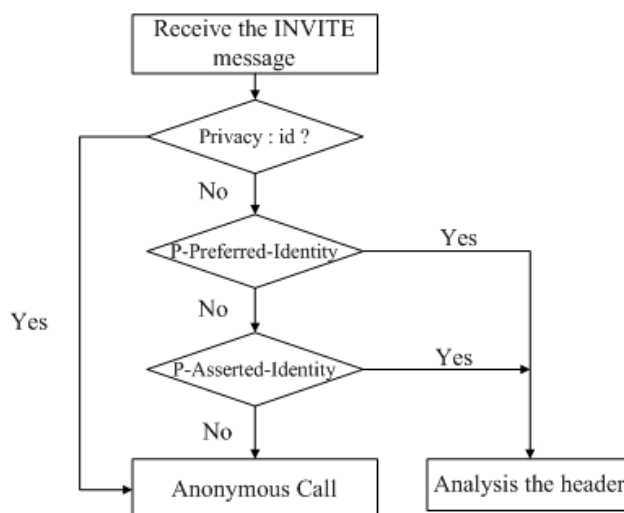 Receive the INVITE
message
Privacy : id ?
No
P-Preferred-Identity
Yes
No
Yes
P-Asserted-Identity
Yes
No
Anonymous Call
Analysis the header